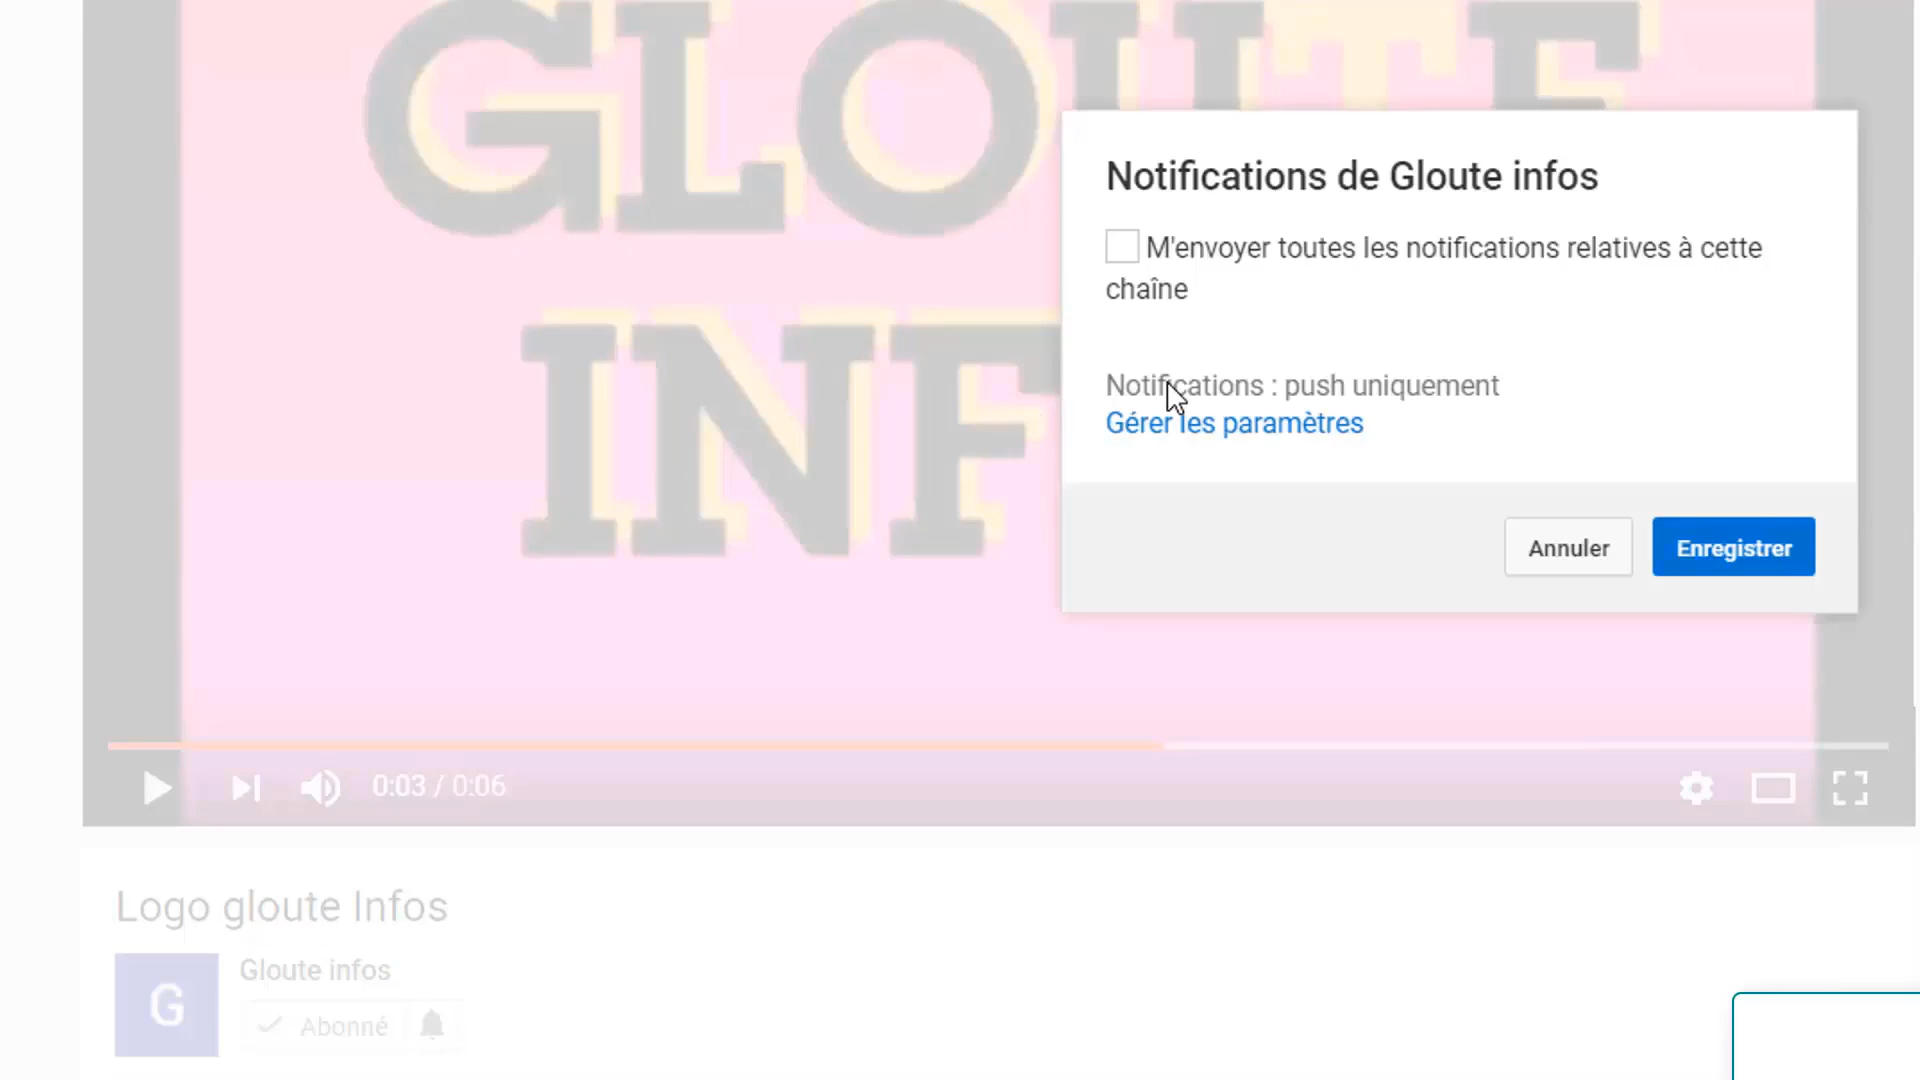 GLOUTE
Notifications de Gloute infos
M'envoyer toutes les notifications relatives à cette
chaîne
INF
Notifications : push uniquement
Gérer les paramètres
Annuler
Enregistrer
0:03 / 0:06
Logo gloute Infos
G
Gloute infos
Abonné